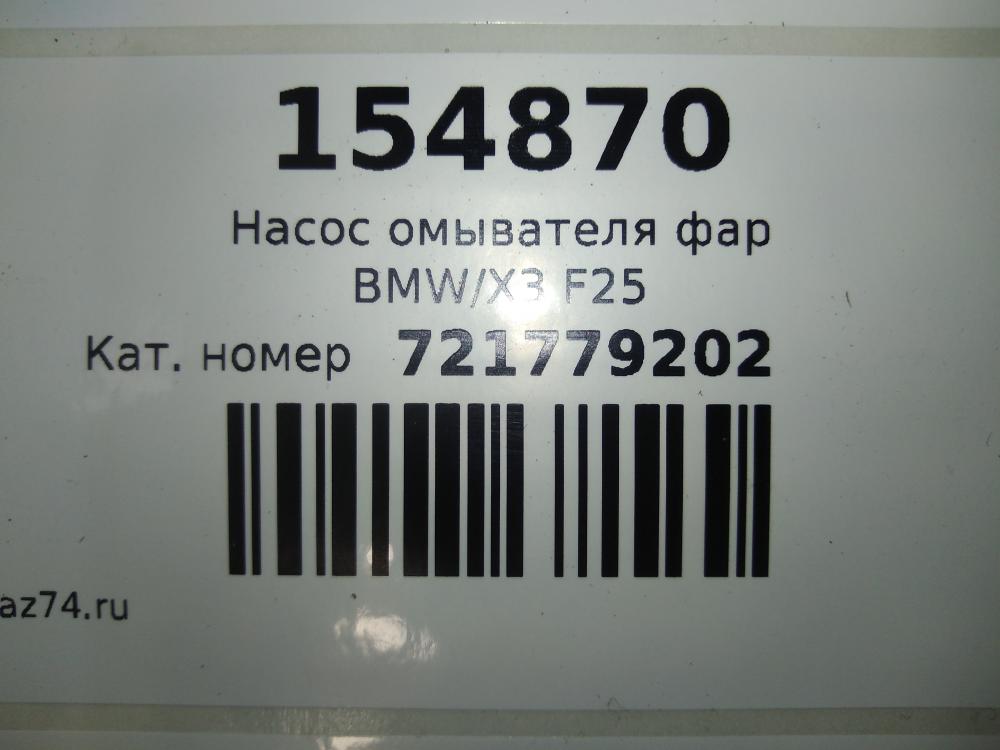 154870
Насос омывателя фар
BMW/X3 F25
Кат. номер 721779202
az74.ru